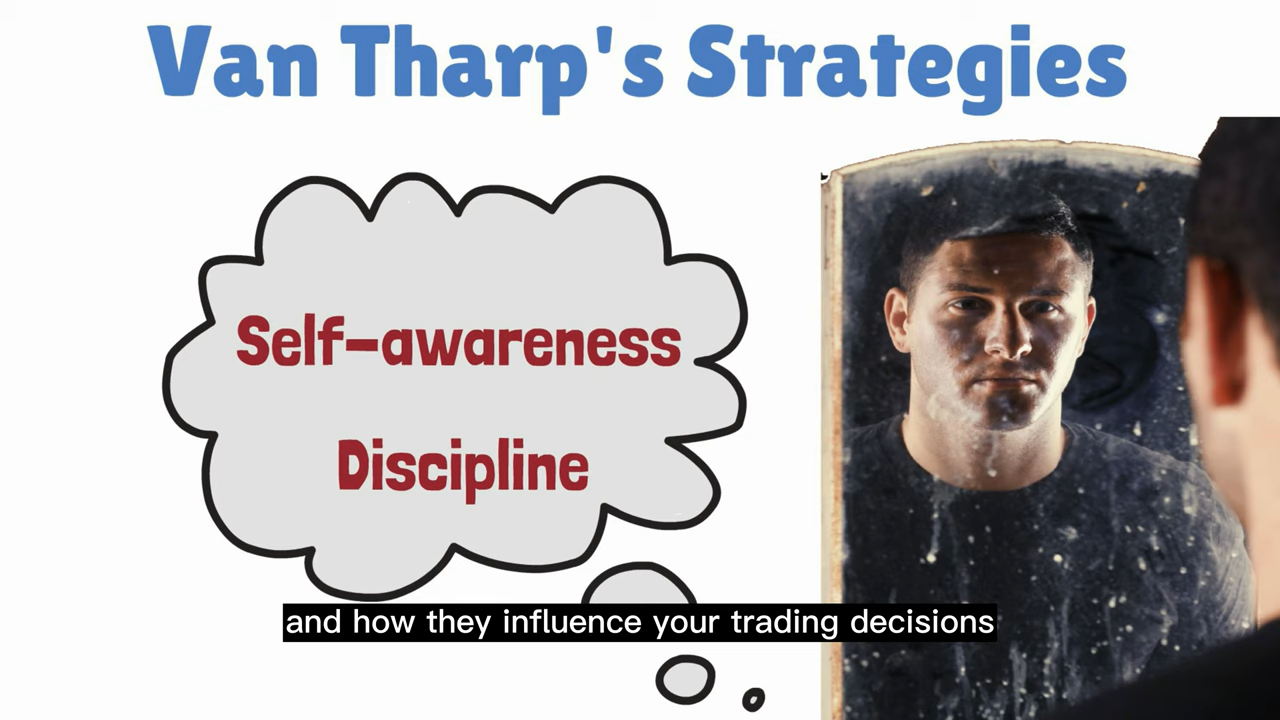 Van Tharp's Strategies
Self-awareness
Discipline
and how they influence your trading decisions